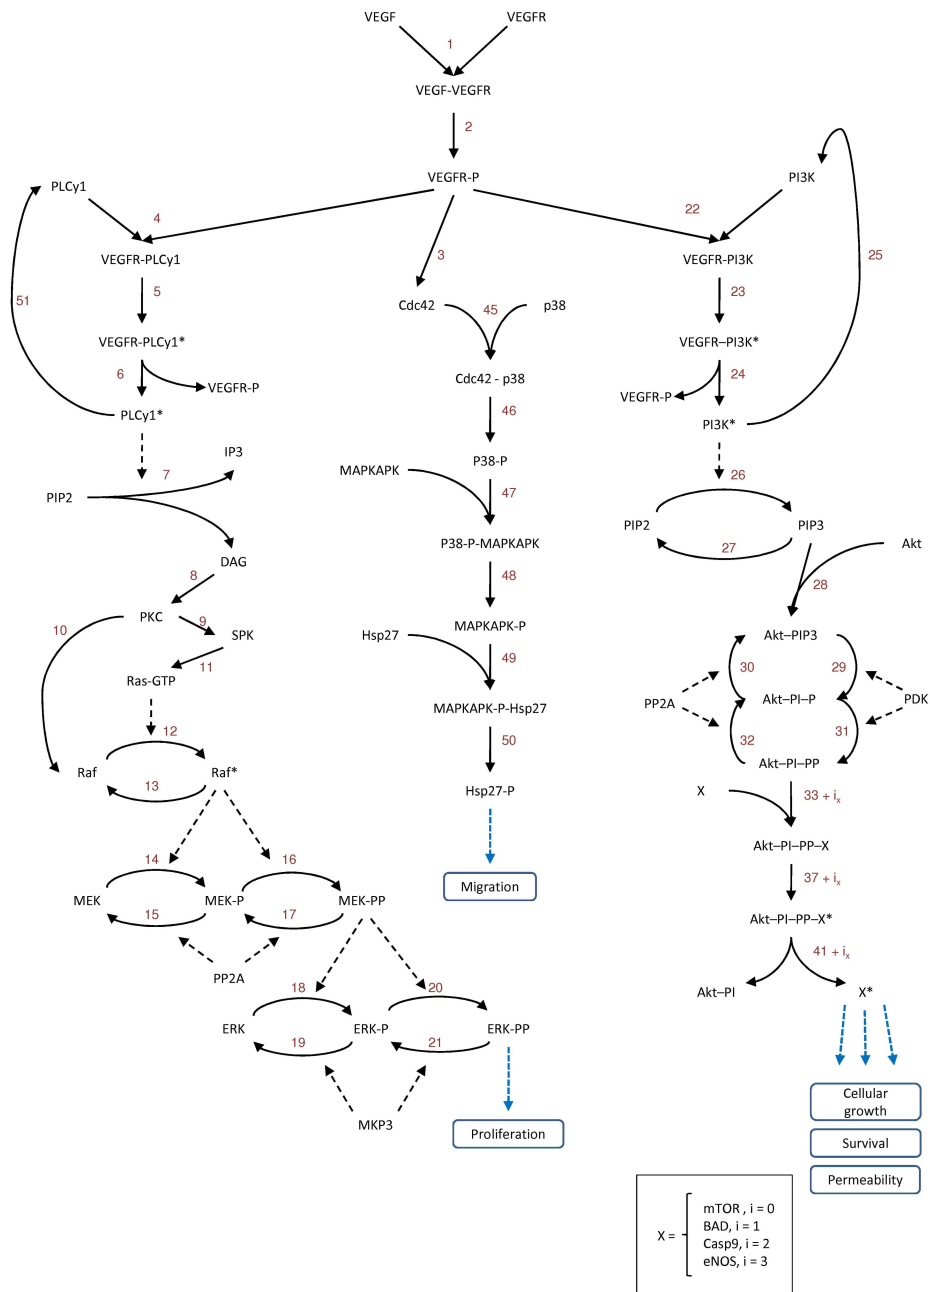 VEGF VEGFR
1
VEGF-VEGFR
2
PLCy1 VEGFR-P PI3K
4 22
3 25
VEGFR-PLCy1 VEGFR-PI3K
5 23
51 Cdc42 45 p38
VEGFR-PLCy1* VEGFR–PI3K*
6 24
Cdc42 - p38
VEGFR-P VEGFR-P
46
PLCy1* PI3K*
IP3
P38-P
7 MAPKAPK 26
47
PIP2 PIP2 PIP3
P38-P-MAPKAPK 27 Akt
DAG
8 48 28
PKC
10 9 MAPKAPK-P
SPK Hsp27 Akt–PIP3
49
11 30 29
Ras-GTP
PP2A Akt–PI–P PDK
MAPKAPK-P-Hsp27
12 50 32 31
Raf Raf* Akt–PI–PP
13 Hsp27-P X 33 + ix
Akt–PI–PP–X
14 16
37 + ix
Migration
MEK MEK-P MEK-PP
15 17 Akt–PI–PP–X*
41 + ix
PP2A
18 20 Akt–PI X*
ERK ERK-P ERK-PP
19 21
Cellular
growth
MKP3
Proliferation Survival
Permeability
mTOR , i = 0
BAD, i = 1
X =
Casp9, i = 2
eNOS, i = 3